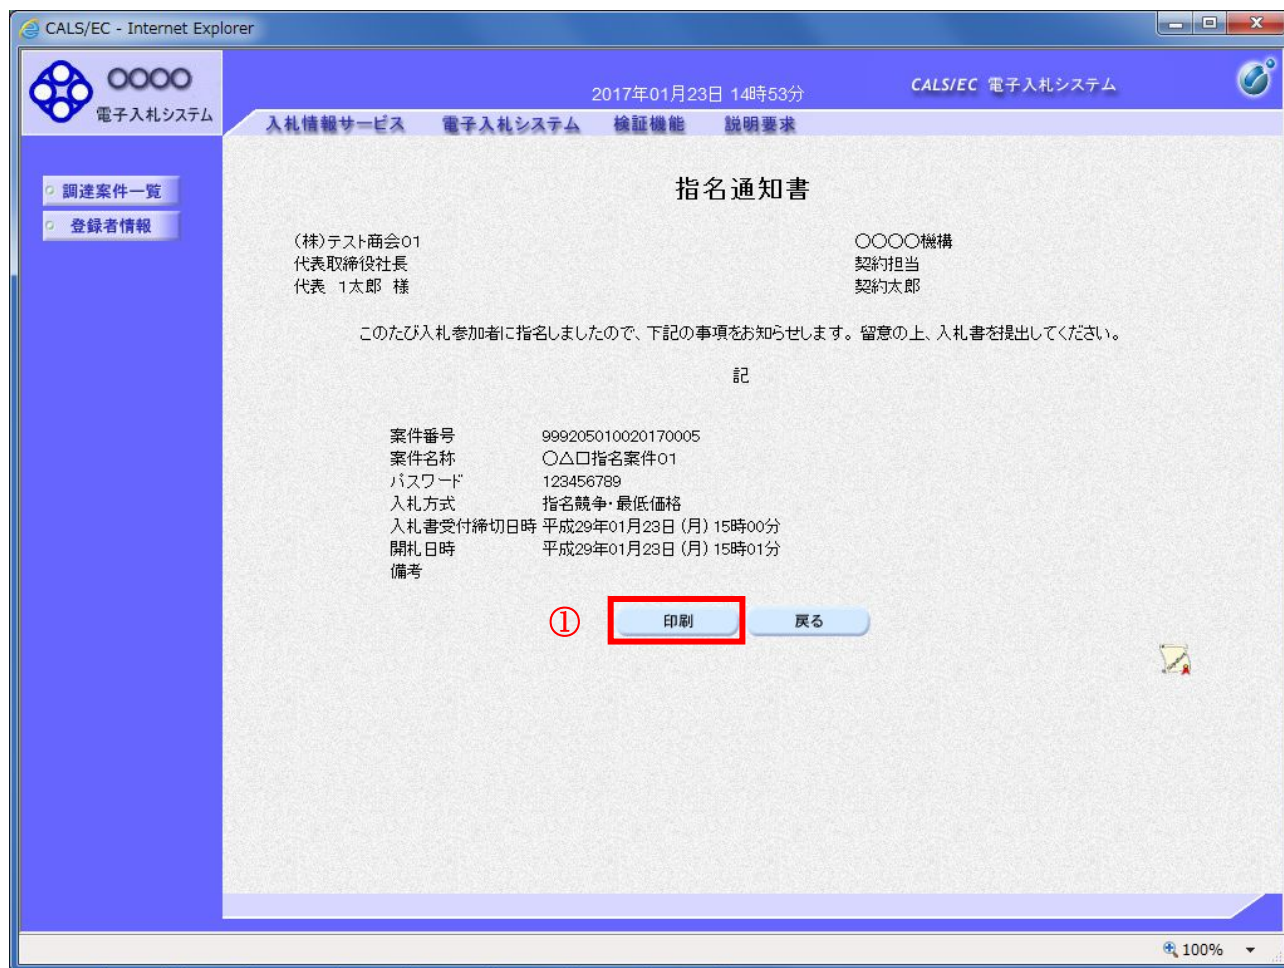 CALS/EC - Internet Explorer
OOOO
電子入札システム
2017年01月23日 14時53分
CALS/EC 電子入札システム
入札情報サービス 電子入札システム 検証機能 説明要求
調達案件一覧
登録者情報
指名通知書
(株)テスト商会01
代表取締役社長
代表 1太郎 様
〇〇〇〇機構
契約担当
契約太郎
このたび入札参加者に指名しましたので、下記の事項をお知らせします。留意の上、入札書を提出してください。
記
案件番号 999205010020170005
案件名称 〇△口指名案件01
パスワード 123456789
入札方式 指名競争・最低価格
入札書受付締切日時 平成29年01月23日(月) 15時00分
開札日時 平成29年01月23日(月) 15時01分
備考
① 印刷 戻る
100%